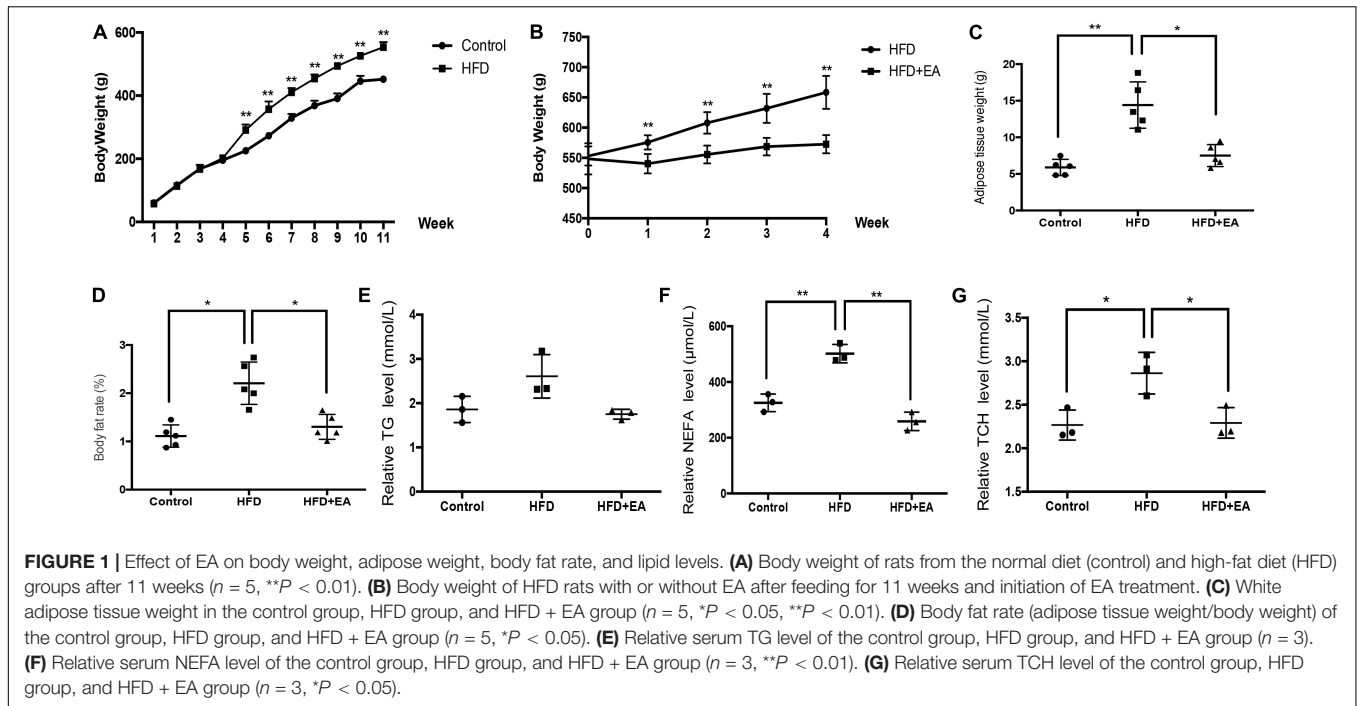 A
BodyWeight (g)
600
400
200
0
** ** ** ** ** ** **
1 2 3 4 5 6 7 8 9 10 11
Week
Control
HFD
B
Body Weight (g)
750
700
650
600
550
500
450
** ** ** **
0 1 2 3 4
Week
HFD
HFD+EA
C
Adipose tissue weight (g)
20
15
10
5
0
** *
Control HFD HFD+EA
D
Body fat rate (%)
3
2
1
0
* *
Control HFD HFD+EA
E
Relative TG level (mmol/L)
4
3
2
1
0
Control HFD HFD+EA
F
Relative NEFA level (μmol/L)
600
400
200
0
** **
Control HFD HFD+EA
G
Relative TCH level (mmol/L)
3.5
3.0
2.5
2.0
1.5
* *
Control HFD HFD+EA
FIGURE 1 | Effect of EA on body weight, adipose weight, body fat rate, and lipid levels. (A) Body weight of rats from the normal diet (control) and high-fat diet (HFD)
groups after 11 weeks (n = 5, **P < 0.01). (B) Body weight of HFD rats with or without EA after feeding for 11 weeks and initiation of EA treatment. (C) White
adipose tissue weight in the control group, HFD group, and HFD + EA group (n = 5, *P < 0.05, **P < 0.01). (D) Body fat rate (adipose tissue weight/body weight) of
the control group, HFD group, and HFD + EA group (n = 5, *P < 0.05). (E) Relative serum TG level of the control group, HFD group, and HFD + EA group (n = 3).
(F) Relative serum NEFA level of the control group, HFD group, and HFD + EA group (n = 3, **P < 0.01). (G) Relative serum TCH level of the control group, HFD
group, and HFD + EA group (n = 3, *P < 0.05).